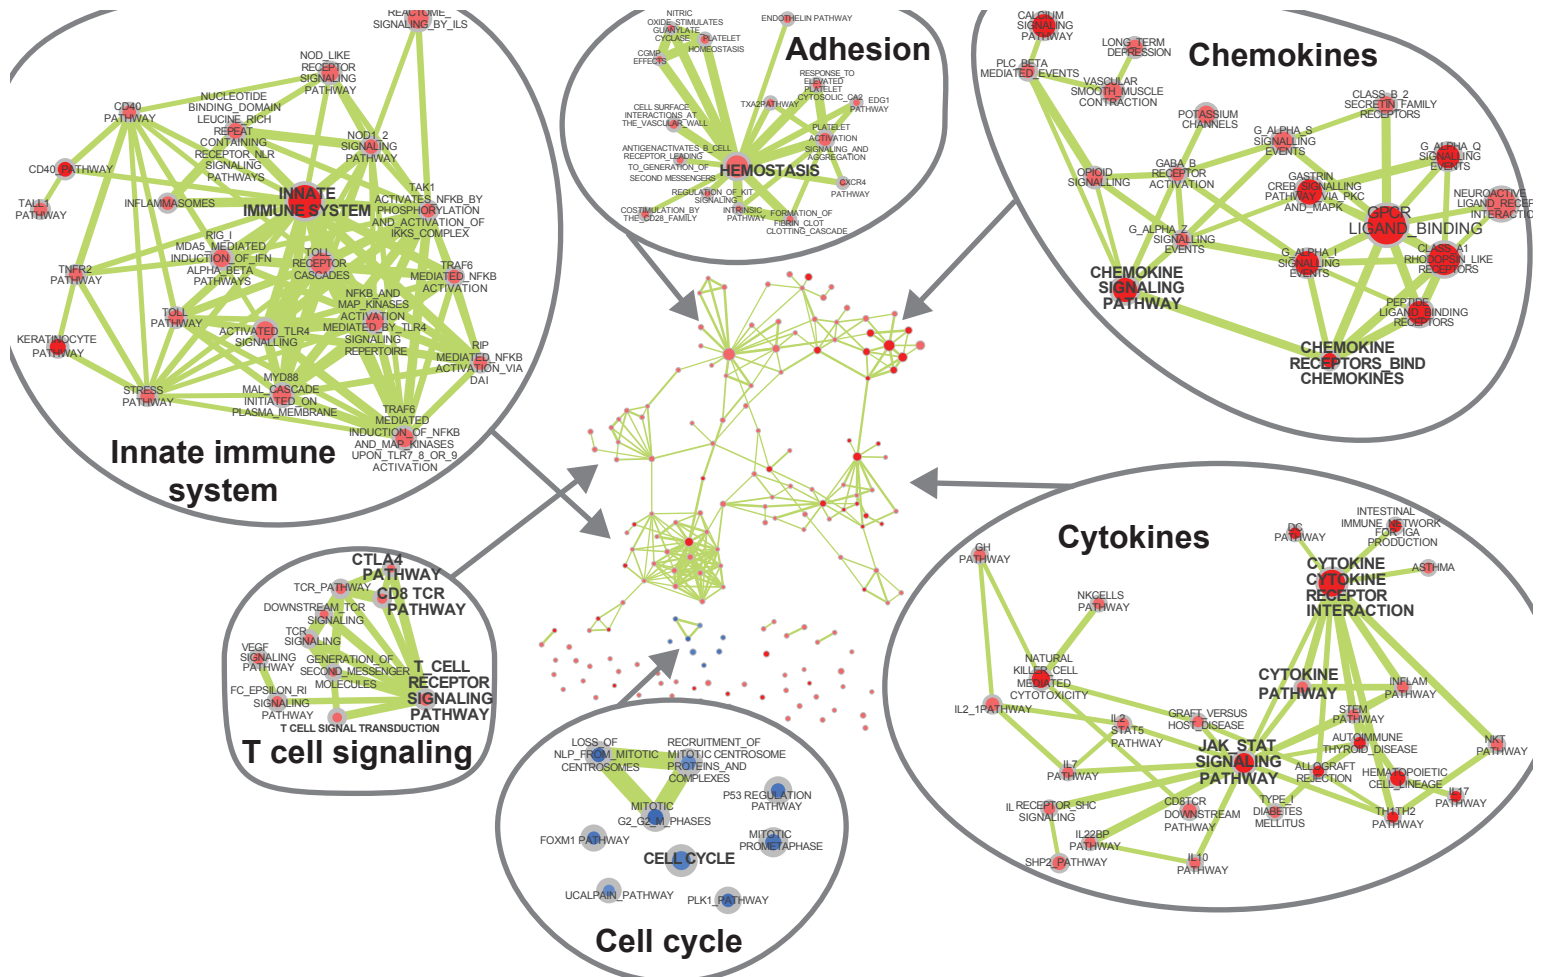 REACTOME_
SIGNALING_BY_ILS
NOD_LIKE
RECEPTOR
SIGNALING
PATHWAY
CD40
PATHWAY
NUCLEOTIDE
BINDING_DOMAIN
LEUCINE_RICH
REPEAT
CONTAINING
RECEPTOR_NLR
SIGNALING
PATHWAYS
NOD1_2
SIGNALING
PATHWAY
CD40_PATHWAY
TALL1
PATHWAY
INFLAMMASOMES
INNATE
IMMUNE SYSTEM
TAK1
ACTIVATES_NFKB_BY
PHOSPHORYLATION
AND_ACTIVATION_OF
IKKS_COMPLEX
RIG_I
MDA5_MEDIATED
INDUCTION_OF_IFN
ALPHA_BETA
PATHWAYS
TOLL
RECEPTOR
CASCADES
TNFR2
PATHWAY
TRAF6
MEDIATED_NFKB
ACTIVATION
NFKB_AND
MAP_KINASES
ACTIVATION
MEDIATED_BY_TLR4
SIGNALING
REPERTOIRE
TOLL
PATHWAY
ACTIVATED_TLR4
SIGNALLING
KERATINOCYTE
PATHWAY
RIP
MEDIATED_NFKB
ACTIVATION_VIA
DAI
STRESS
PATHWAY
MYD88
MAL_CASCADE
INITIATED_ON
PLASMA_MEMBRANE
TRAF6
MEDIATED
INDUCTION_OF_NFKB
AND_MAP_KINASES
UPON_TLR7_8_OR_9
ACTIVATION
Innate immune
system
NITRIC
OXIDE_STIMULATES
GUANYLATE
CYCLASE
PLATELET
HOMEOSTASIS
CGMP
EFFECTS
ENDOTHELIN PATHWAY
Adhesion
RESPONSE_TO
ELEVATED
PLATELET
CYTOSOLIC_CA2
TXA2PATHWAY
EDG1
PATHWAY
CELL SURFACE
INTERACTIONS_AT
THE_VASCULAR_WALL
PLATELET
ACTIVATION
SIGNALING_AND
AGGREGATION
ANTIGENACTIVATES_B_CELL
RECEPTOR_LEADING
TO_GENERATION_OF
SECOND MESSENGERS
HEMOSTASIS
CXCR4
PATHWAY
REGULATION_OF_KIT
SIGNALING
COSTIMULATION_BY
THE_CD28_FAMILY
INTRINSIC
PATHWAY
FORMATION_OF
FIBRIN_CLOT
CLOTTING_CASCADE
CALCIUM
SIGNALING
PATHWAY
LONG_TERM
DEPRESSION
Chemokines
PLC_BETA
MEDIATED_EVENTS
VASCULAR
SMOOTH_MUSCLE
CONTRACTION
CLASS_B_2
SECRETIN_FAMILY
RECEPTORS
POTASSIUM
CHANNELS
G_ALPHA_S
SIGNALLING
EVENTS
G_ALPHA_Q
SIGNALLING
EVENTS
OPIOID
SIGNALLING
GABA_B
RECEPTOR
ACTIVATION
GASTRIN
CREB_SIGNALLING
PATHWAY_VIA_PKC
AND_MAPK
NEUROACTIVE
LIGAND_RECEP
INTERACTIO
GPCR
LIGAND_BINDING
G_ALPHA_Z
SIGNALLING
EVENTS
G_ALPHA_I
SIGNALLING
EVENTS
CLASS_A1
RHODOPSIN_LIKE
RECEPTORS
CHEMOKINE
SIGNALING
PATHWAY
PEPTIDE
LIGAND_BINDING
RECEPTORS
CHEMOKINE
RECEPTORS_BIND
CHEMOKINES
CTLA4
PATHWAY
TCR_PATHWAY
CD8 TCR
PATHWAY
DOWNSTREAM_TCR
SIGNALING
TCR
SIGNALING
VEGF
SIGNALING
PATHWAY
GENERATION_OF
SECOND_MESSENGER
MOLECULES
T_CELL
RECEPTOR
SIGNALING
PATHWAY
FC_EPSILON_RI
SIGNALING
PATHWAY
T CELL SIGNAL TRANSDUCTION
T cell signaling
LOSS_OF
NLP_FROM_MITOTIC
CENTROSOMES
RECRUITMENT_OF
MITOTIC CENTROSOME
PROTEINS_AND
COMPLEXES
P53 REGULATION
PATHWAY
MITOTIC
G2_G2_M_PHASES
FOXM1 PATHWAY
MITOTIC
PROMETAPHASE
CELL CYCLE
UCALPAIN_PATHWAY
PLK1_PATHWAY
Cell cycle
Cytokines
DC
PATHWAY
INTESTINAL
IMMUNE_NETWORK
FOR_IGA
PRODUCTION
GH
PATHWAY
CYTOKINE
CYTOKINE
RECEPTOR
INTERACTION
ASTHMA
NKCELLS
PATHWAY
NATURAL
KILLER_CELL
MEDIATED
CYTOTOXICITY
CYTOKINE
PATHWAY
INFLAM
PATHWAY
IL2_1PATHWAY
IL2
STAT5
PATHWAY
GRAFT_VERSUS
HOST_DISEASE
STEM
PATHWAY
JAK_STAT
SIGNALING
PATHWAY
AUTOIMMUNE
THYROID_DISEASE
NKT
PATHWAY
IL7
PATHWAY
ALLOGRAFT
REJECTION
HEMATOPOIETIC
CELL_LINEAGE
IL17
PATHWAY
IL RECEPTOR_SHC
SIGNALING
CD8TCR
DOWNSTREAM
PATHWAY
TYPE_I
DIABETES
MELLITUS
TH1TH2
PATHWAY
IL22BP
PATHWAY
SHP2_PATHWAY
IL10
PATHWAY